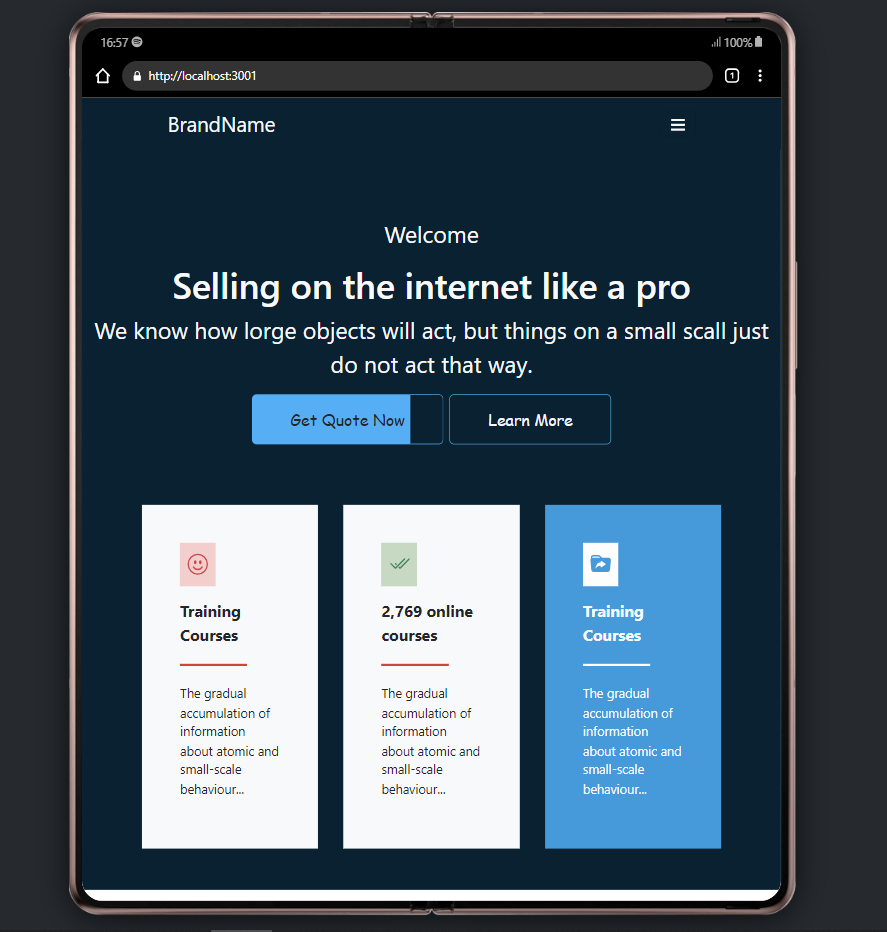 16:57
100%
http://localhost:3001
1
BrandName
Welcome
Selling on the internet like a pro
We know how lorge objects will act, but things on a small scall just
do not act that way.
Get Quote Now
Learn More
Training
Courses
The gradual
accumulation of
information
about atomic and
small-scale
behaviour...
2,769 online
courses
The gradual
accumulation of
information
about atomic and
small-scale
behaviour...
Training
Courses
The gradual
accumulation of
information
about atomic and
small-scale
behaviour...